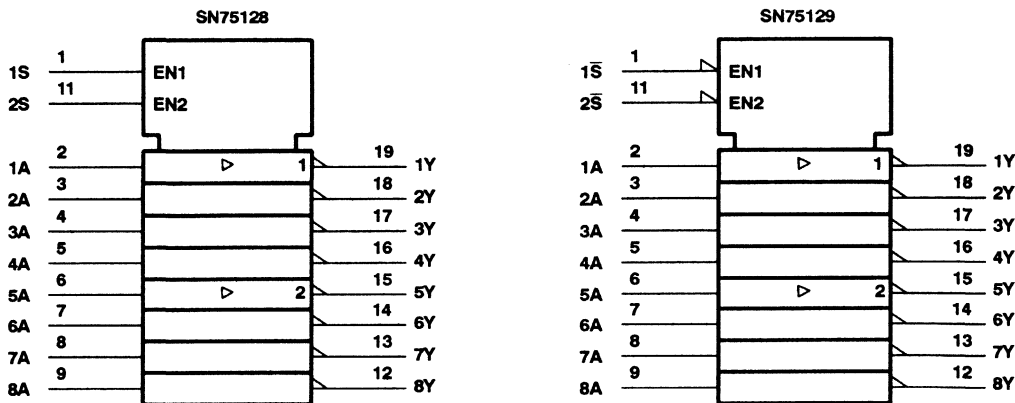 SN75128
1
1S EN1
11
2S EN2
2 19
1A 1 1Y
3 18
2A 2Y
4 17
3A 3Y
5 16
4A 4Y
6 15
5A 2 5Y
7 14
6A 6Y
8 13
7A 7Y
9 12
8A 8Y
SN75129
1
1S̅ EN1
11
2S̅ EN2
2 19
1A 1 1Y
3 18
2A 2Y
4 17
3A 3Y
5 16
4A 4Y
6 15
5A 2 5Y
7 14
6A 6Y
8 13
7A 7Y
9 12
8A 8Y